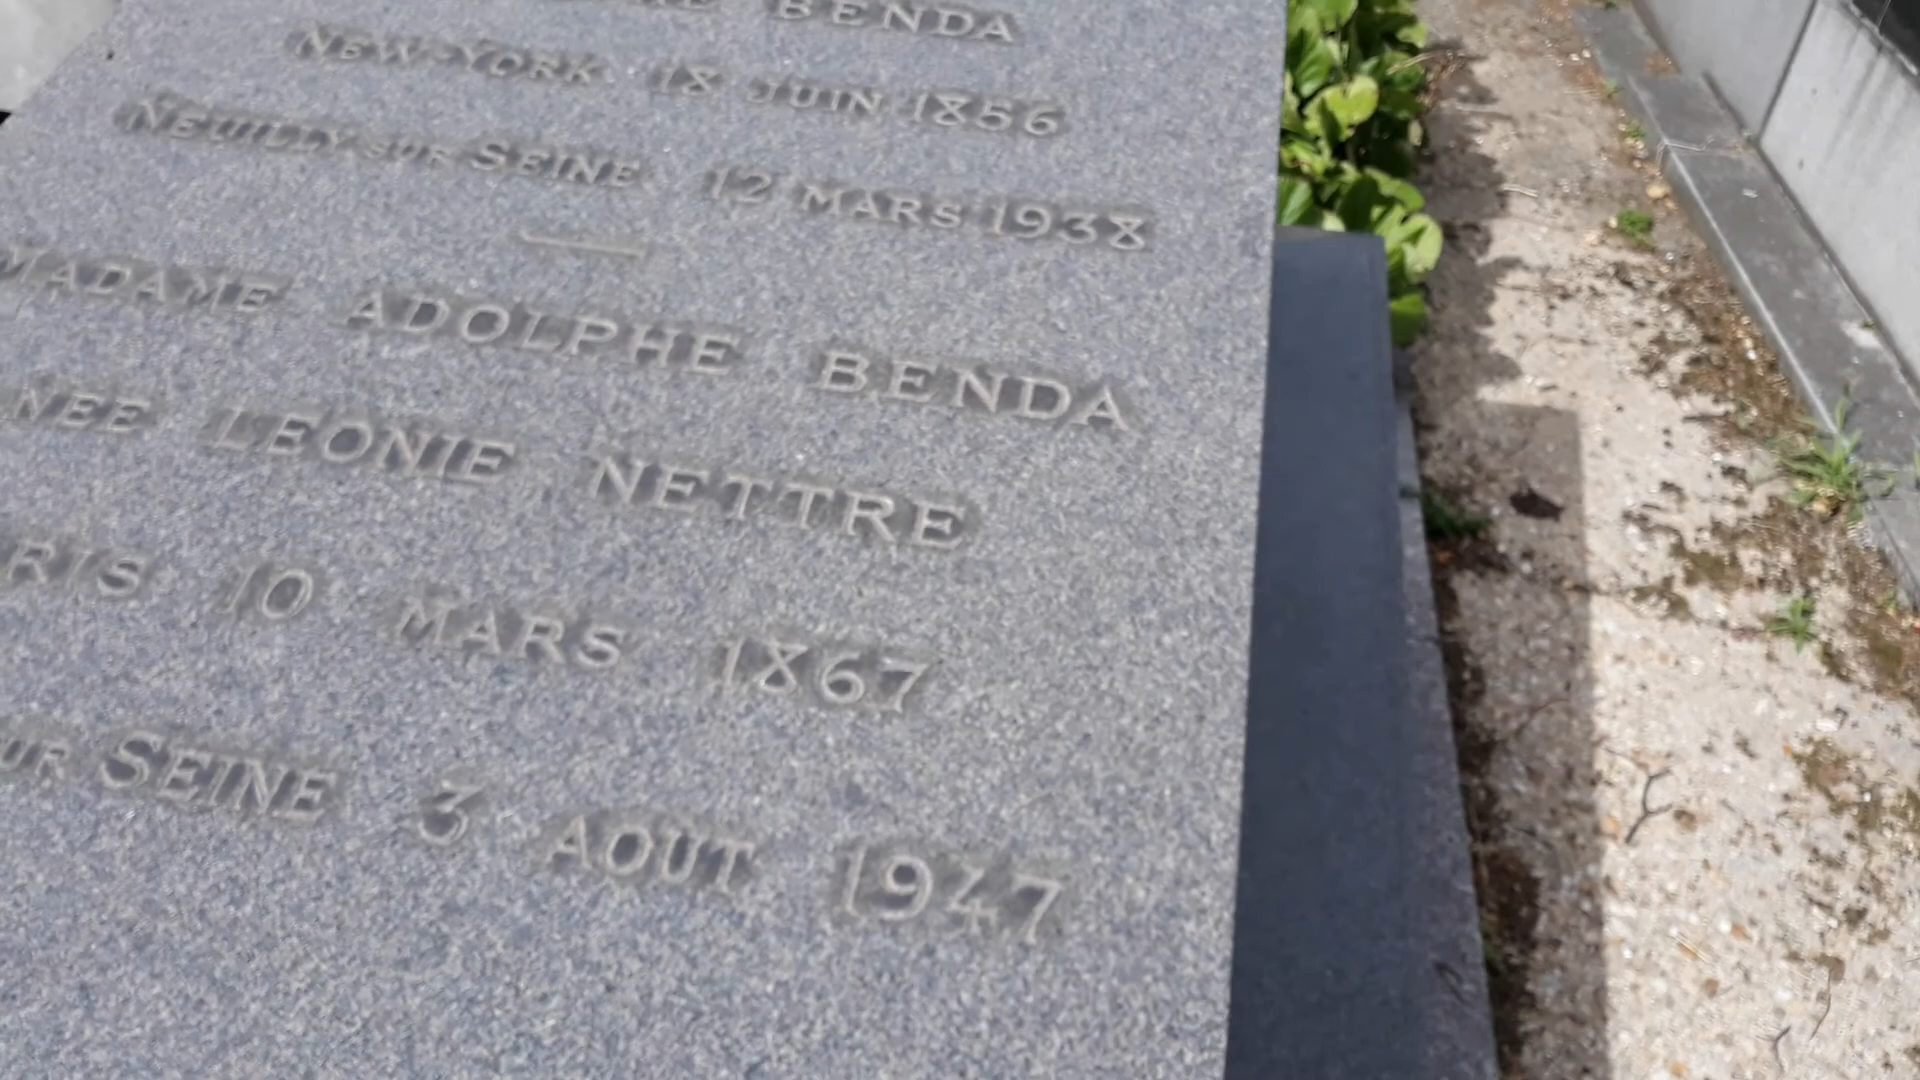 BENDA
NEW-YORK 18 JUIN 1856
NEUILLY SUR SEINE 12 MARS 1938
MADAME ADOLPHE BENDA
NEE LEONIE NETTRE
RIS 10 MARS 1867
UR SEINE 3 AOUT 1947